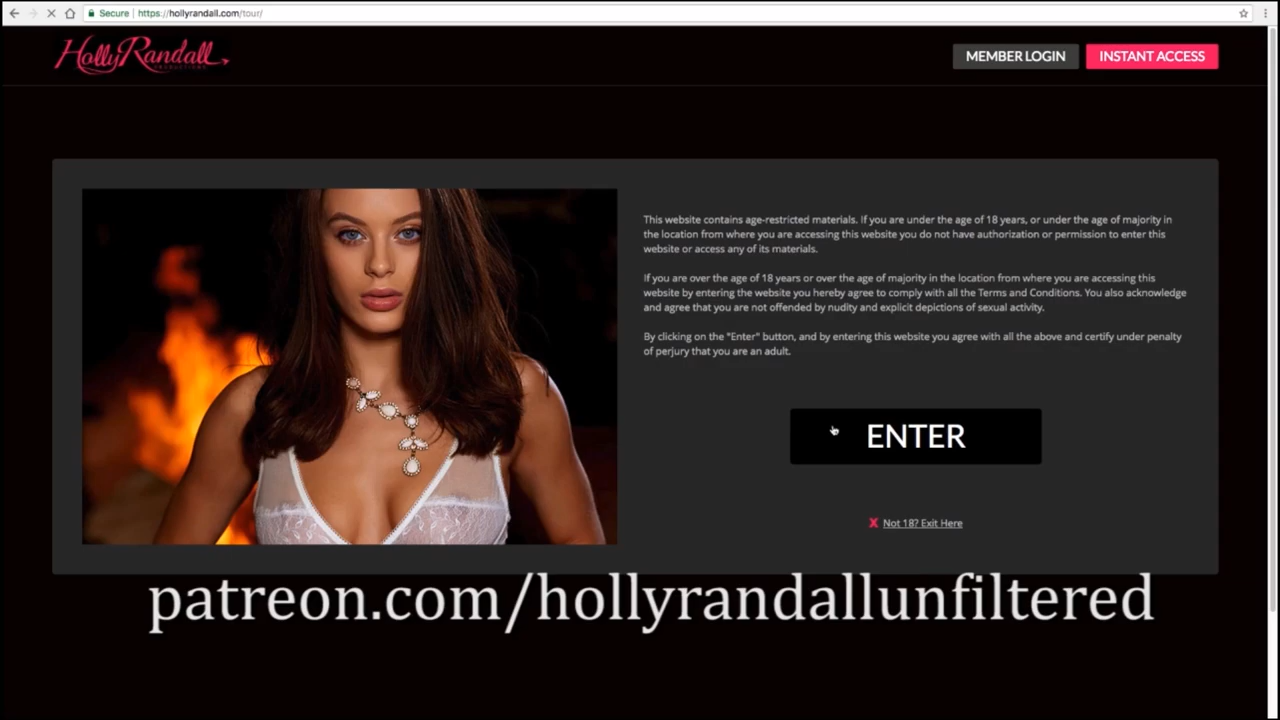 Secure
https://hollyrandall.com/tour/
HollyRandall
PRODUCTIONS
MEMBER LOGIN
INSTANT ACCESS
This website contains age-restricted materials. If you are under the age of 18 years, or under the age of majority in
the location from where you are accessing this website you do not have authorization or permission to enter this
website or access any of its materials.
If you are over the age of 18 years or over the age of majority in the location from where you are accessing this
website by entering the website you hereby agree to comply with all the Terms and Conditions. You also acknowledge
and agree that you are not offended by nudity and explicit depictions of sexual activity.
By clicking on the "Enter" button, and by entering this website you agree with all the above and certify under penalty
of perjury that you are an adult.
ENTER
X Not 18? Exit Here
patreon.com/hollyrandallunfiltered